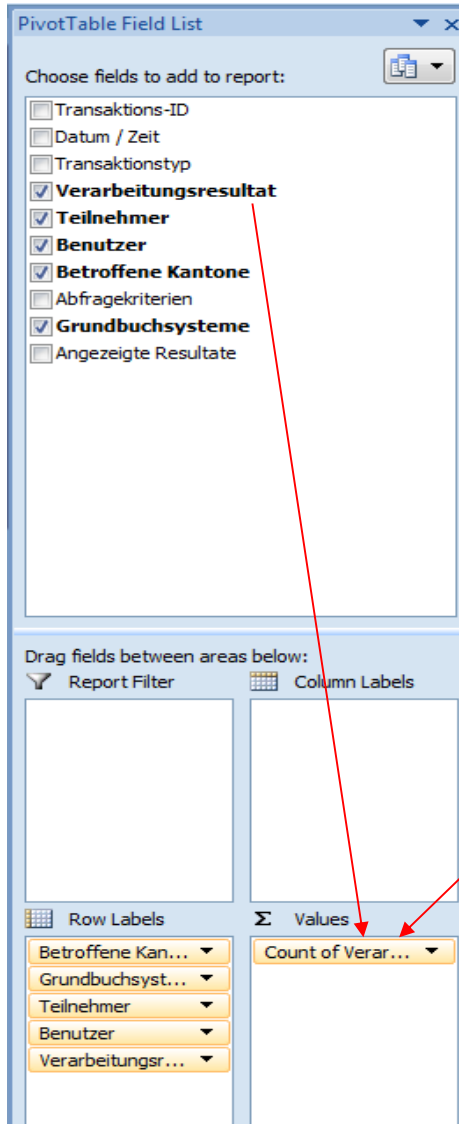 PivotTable Field List
Choose fields to add to report:
Transaktions-ID
Datum / Zeit
Transaktionstyp
Verarbeitungsresultat
Teilnehmer
Benutzer
Betroffene Kantone
Abfragekriterien
Grundbuchsysteme
Angezeigte Resultate
Drag fields between areas below:
Report Filter
Column Labels
Row Labels
Σ Values
Betroffene Kan...
Grundbuchsyst...
Teilnehmer
Benutzer
Verarbeitungsr...
Count of Verar...